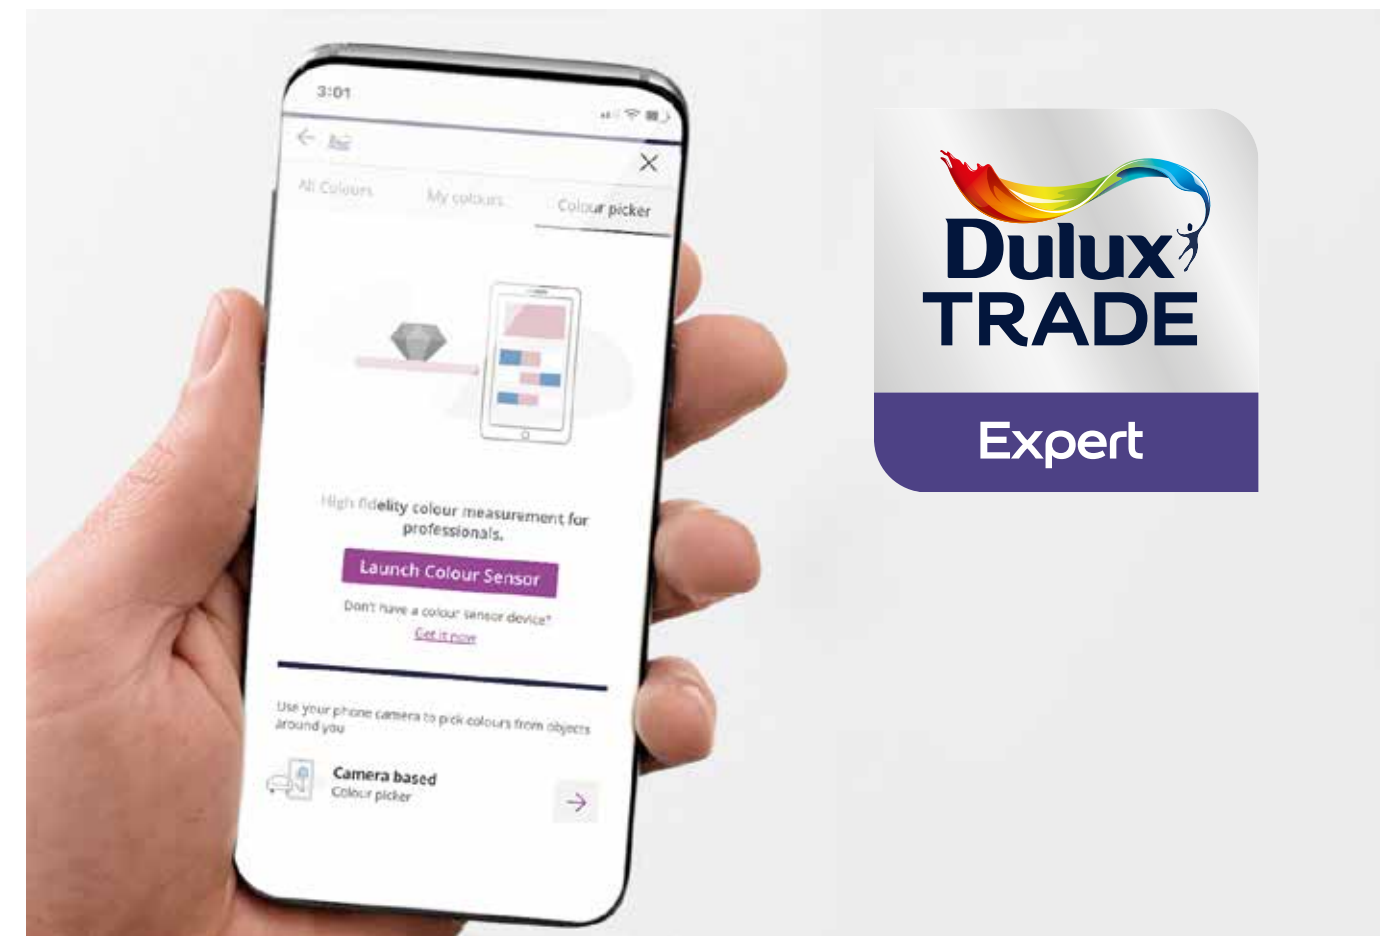 3:01
All Colours
My colours
Colour picker
High fidelity colour measurement for
professionals.
Launch Colour Sensor
Don't have a colour sensor device?
Get it now
Use your phone camera to pick colours from objects
around you
Camera based
Colour picker
Dulux
TRADE
Expert